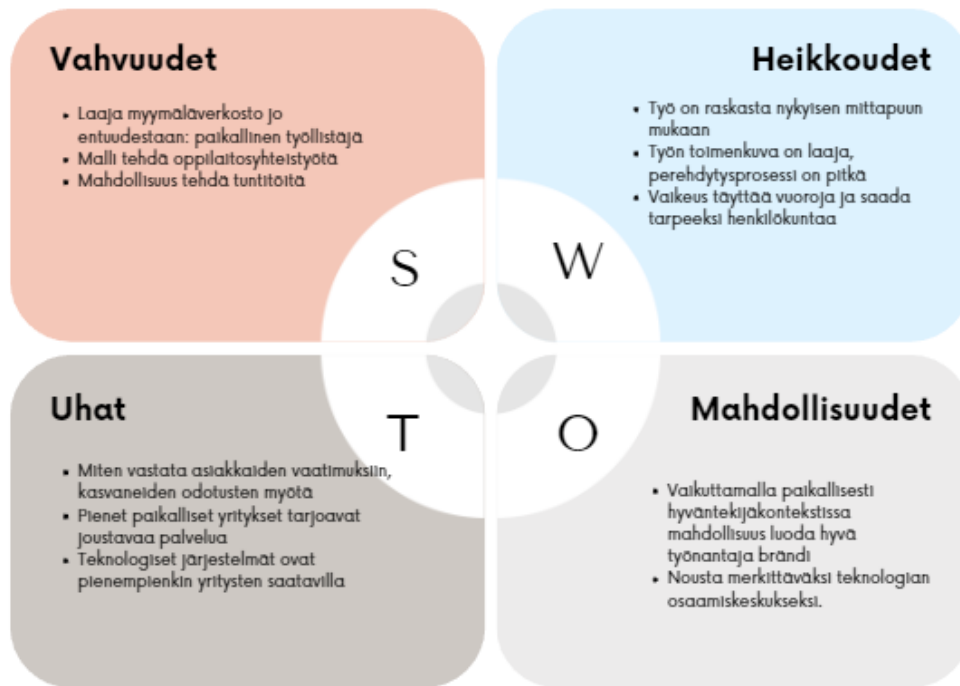 Vahvuudet
• Laaja myymäläverkosto jo
entuudestaan: paikallinen työllistäjä
• Malli tehdä oppilaitosyhteistyötä
• Mahdollisuus tehdä tuntitöitä
S
Heikkoudet
• Työ on raskasta nykyisen mittapuun
mukaan
• Työn toimenkuva on laaja,
perehdytysprosessi on pitkä
• Vaikeus täyttää vuoroja ja saada
tarpeeksi henkilökuntaa
W
Uhat
• Miten vastata asiakkaiden vaatimuksiin,
kasvaneiden odotusten myötä
• Pienet paikalliset yritykset tarjoavat
joustavaa palvelua
• Teknologiset järjestelmät ovat
pienempienkin yritysten saatavilla
T
Mahdollisuudet
• Vaikuttamalla paikallisesti
hyväntekijäkontekstissa
mahdollisuus luoda hyvä
työnantaja brändi
• Nousta merkittäväksi teknologian
osaamiskeskukseksi.
O